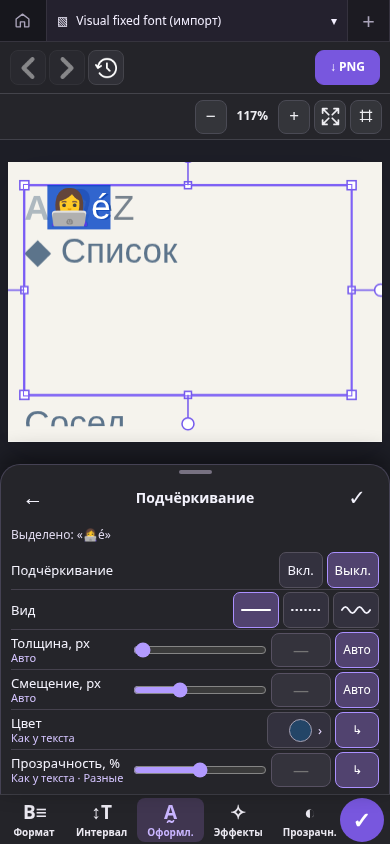 Visual fixed font (импорт)
↓ PNG
117%
A👩‍💻éZ
◆ Список
Сосед
Подчёркивание
Выделено: «👩‍💻é»
Подчёркивание Вкл. Выкл.
Вид
Толщина, px — Авто
Авто
Смещение, px — Авто
Авто
Цвет
Как у текста
Прозрачность, %
Как у текста · Разные
Формат Интервал Оформл. Эффекты Прозрачн.